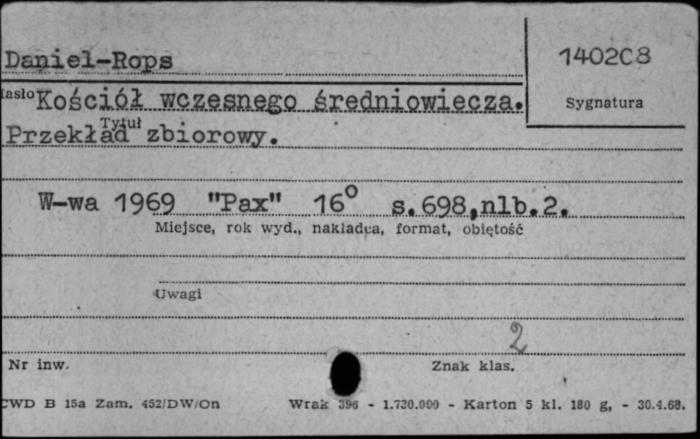 Daniel-Rops
1402C8
Sygnatura
Hasło Kościół wczesnego średniowiecza.
Tytuł
Przekład zbiorowy.
W-wa 1969 "Pax" 16° s.698,nlb.2.
Miejsce, rok wyd., nakładca, format, objętość
Uwagi
2
Nr inw.
Znak klas.
CWD B 15a Zam. 452/DW/On Wrak 396 - 1.730.000 - Karton 5 kl. 180 g, - 30.4.68.